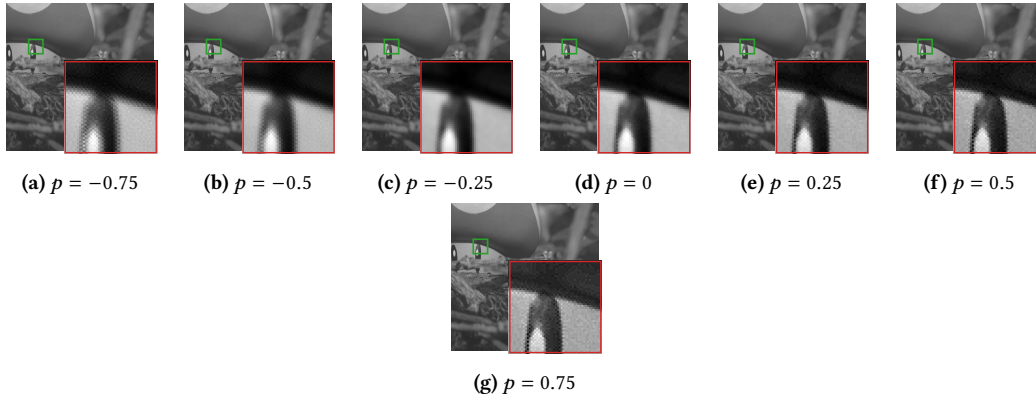 (a) p = −0.75
(b) p = −0.5
(c) p = −0.25
(d) p = 0
(e) p = 0.25
(f) p = 0.5
(g) p = 0.75